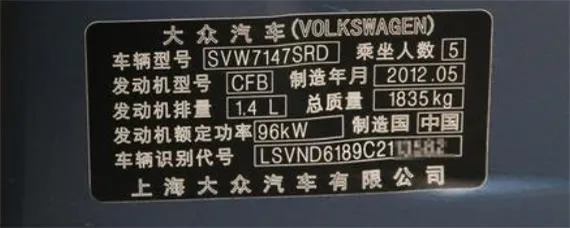 大众汽车(VOLKSWAGEN)
车辆型号 SVW7147SRD 乘坐人数 5
发动机型号 CFB 制造年月 2012.05
发动机排量 1.4 L 总质量 1835kg
发动机额定功率 96kW 制造国 中国
车辆识别代号 LSVND6189C21
上海大众汽车有限公司